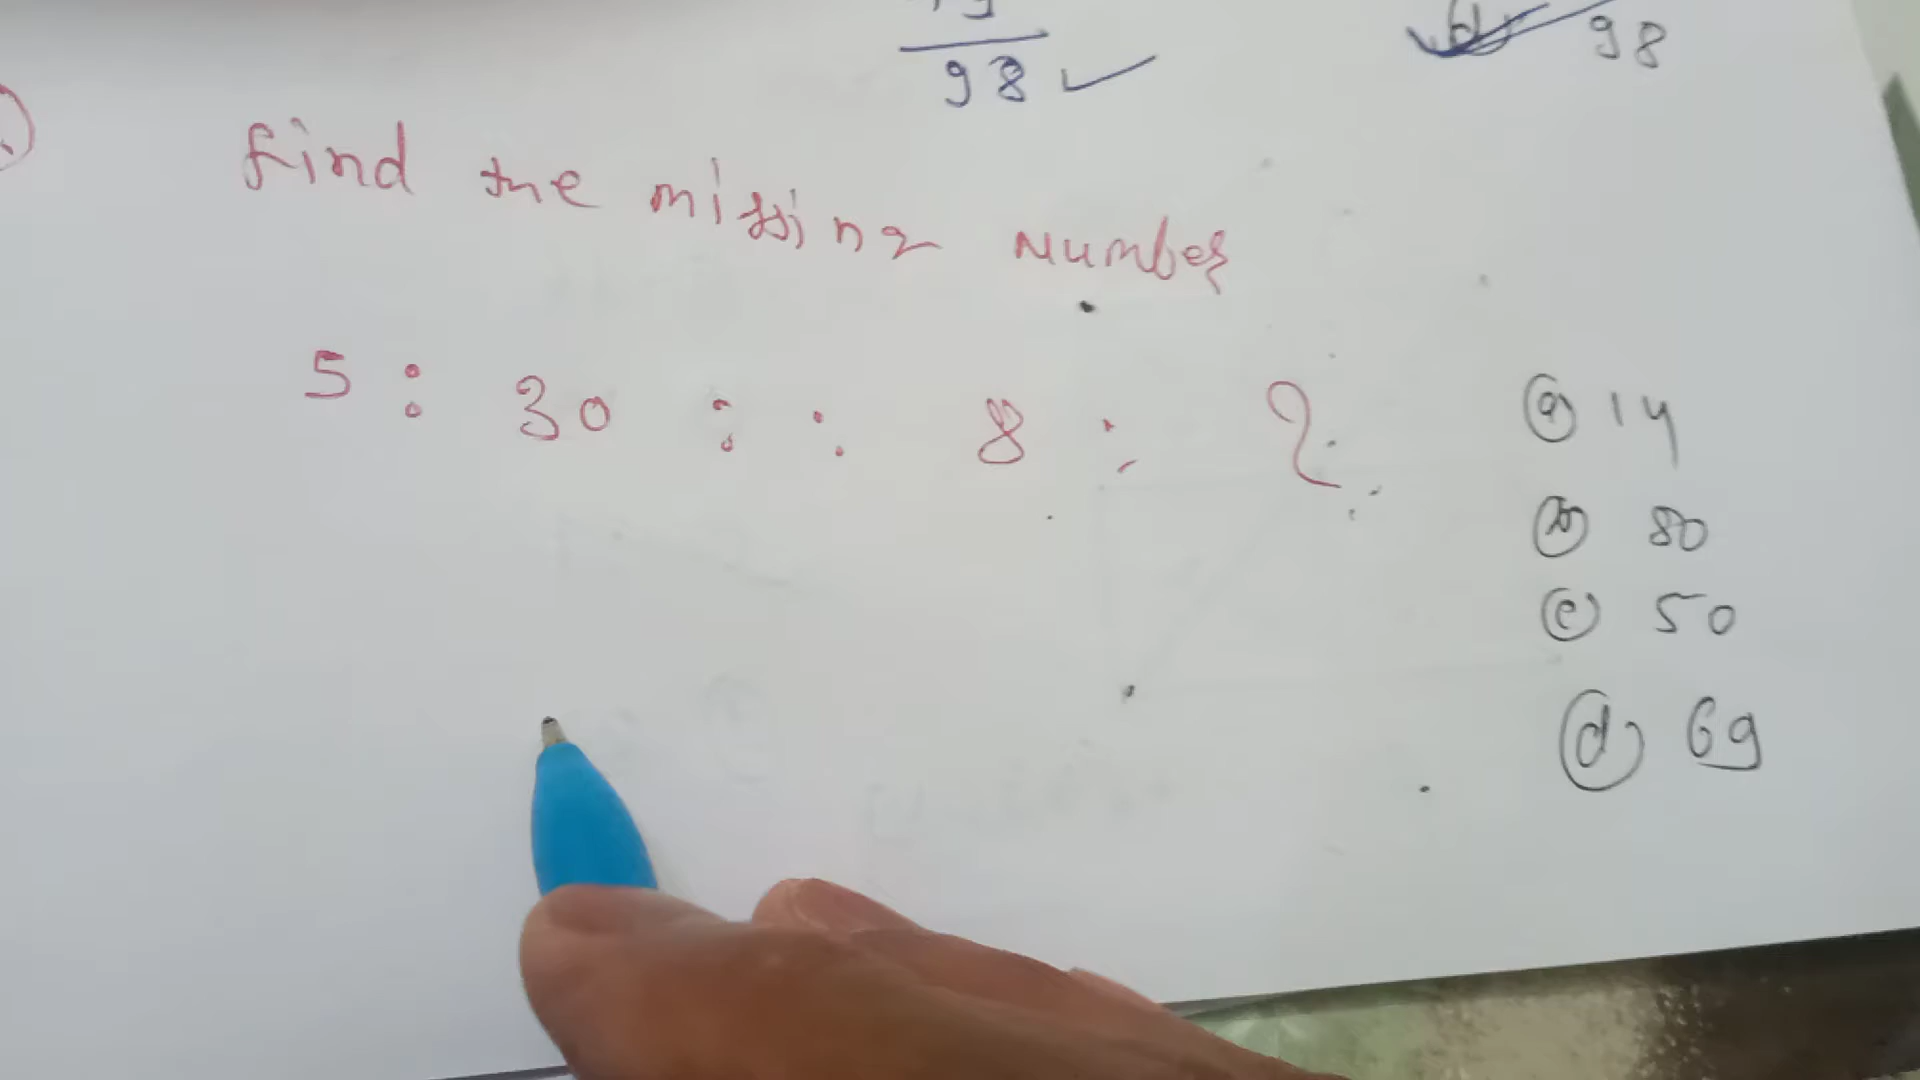 98
98
find the missing number
5 : 30 : : 8 : ?
(a) 14
(b) 80
(c) 50
(d) 69